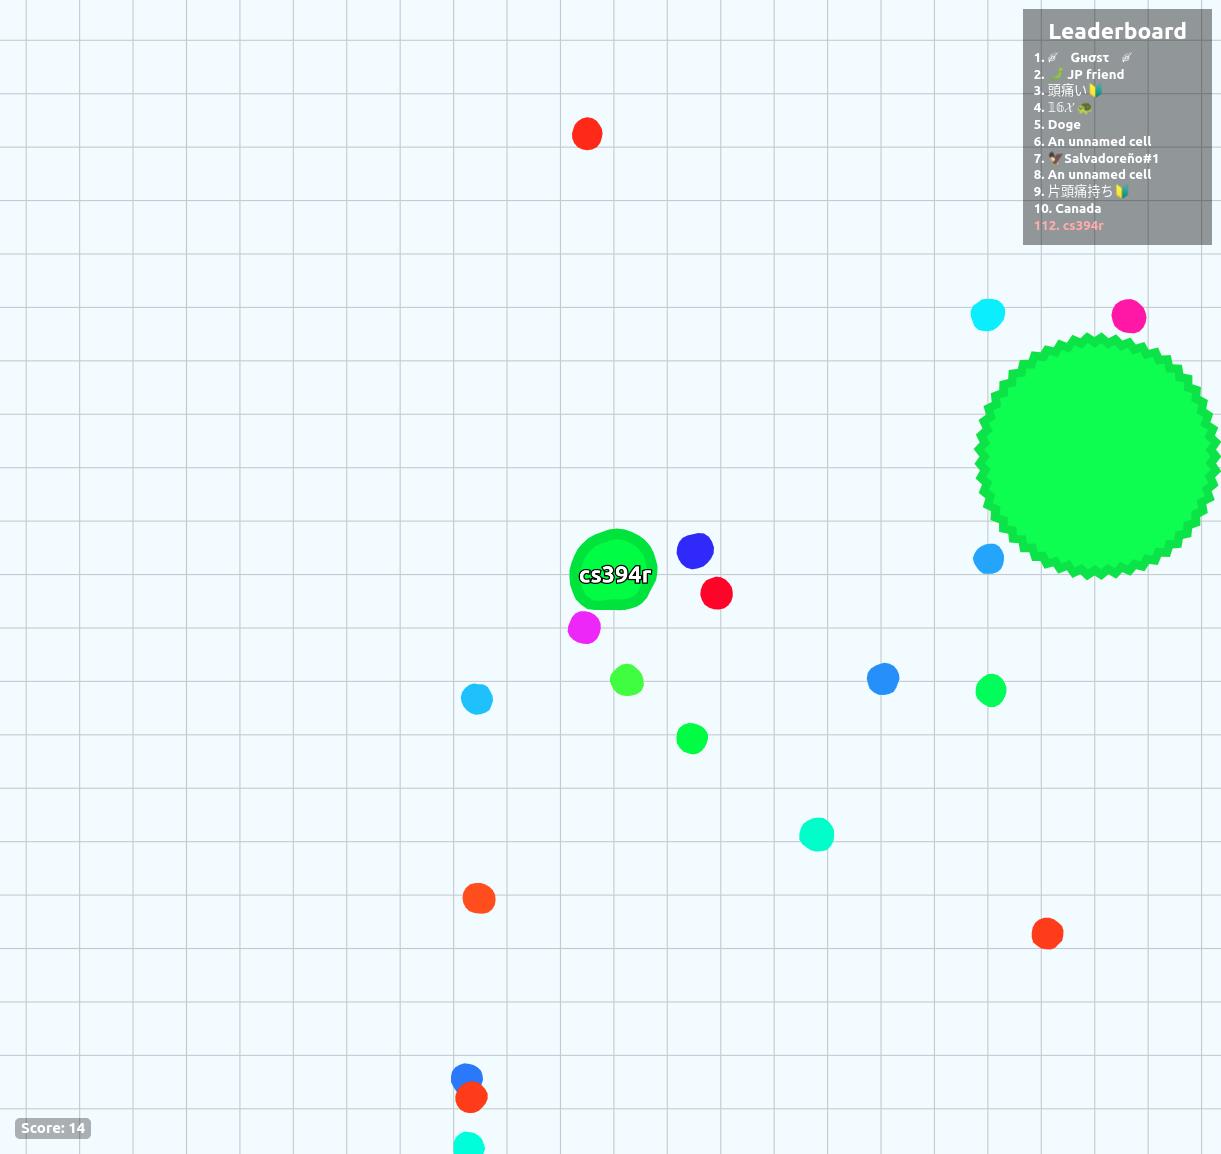 Leaderboard
1. Gнσsт
2. JP friend
3. 頭痛い🔰
4. 𝟙𝟞𝓧 🐢
5. Doge
6. An unnamed cell
7. 🦅Salvadoreño#1
8. An unnamed cell
9. 片頭痛持ち🔰
10. Canada
112. cs394r
cs394r
Score: 14